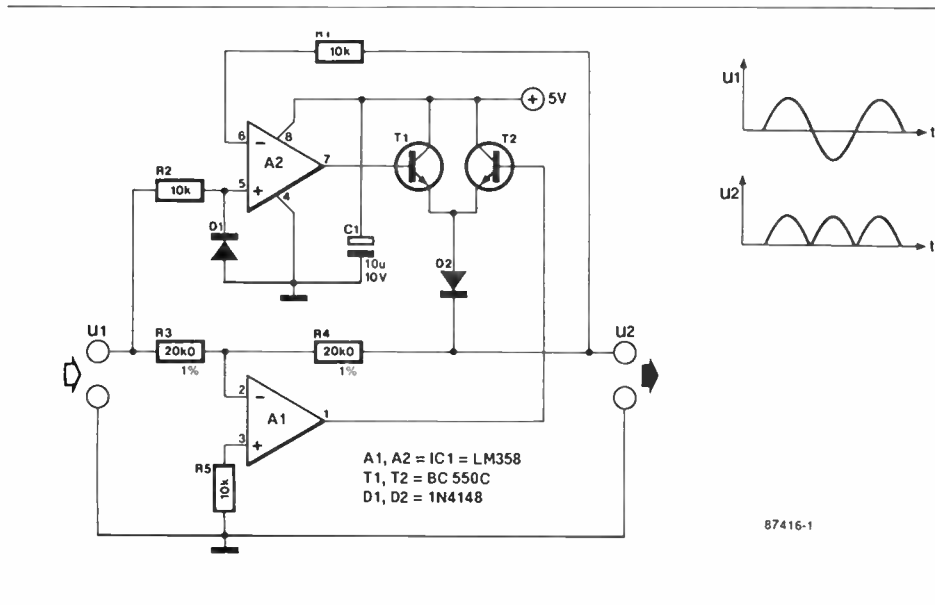 R1
10k
5V
U1
t
6
−
8
T1
T2
A2
7
R2
10k
5
+
4
U2
t
D1
C1
10u
10V
D2
U1
R3
20k0
1%
R4
20k0
1%
U2
2
−
A1
1
3
+
R5
10k
A1, A2 = IC1 = LM358
T1, T2 = BC 550C
D1, D2 = 1N4148
87416-1